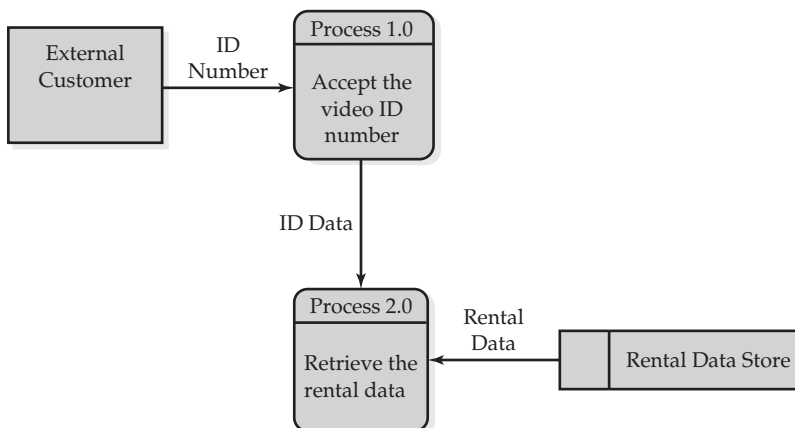 External
Customer
ID
Number
Process 1.0
Accept the
video ID
number
ID Data
Process 2.0
Retrieve the
rental data
Rental
Data
Rental Data Store